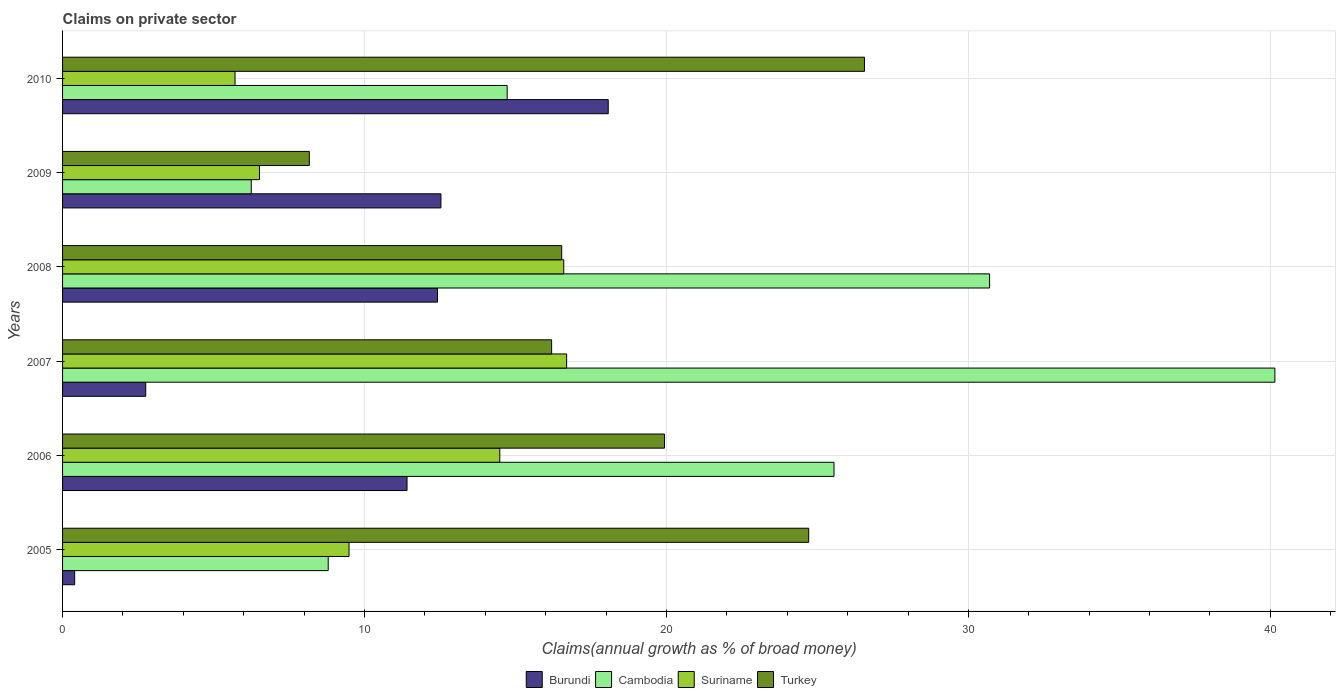 Claims on private sector
2010
2009
2008
2007
2006
2005
Years
0
10
20
30
40
Claims(annual growth as % of broad money)
Burundi
Cambodia
Suriname
Turkey